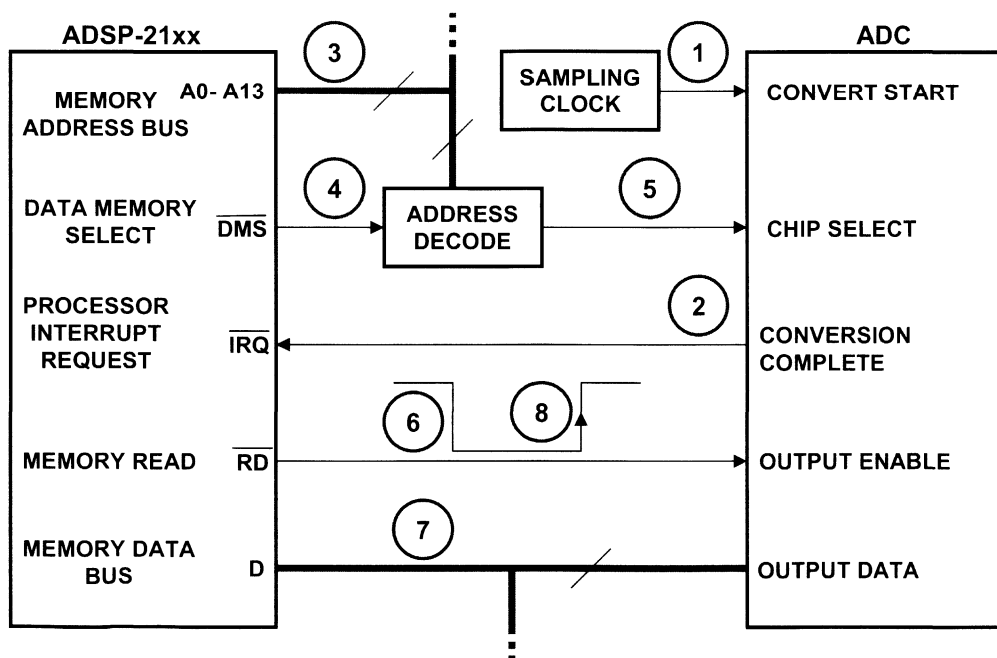 ADSP-21xx
3
1
ADC
SAMPLING
CLOCK
A0- A13
MEMORY
ADDRESS BUS
CONVERT START
4
5
DATA MEMORY
SELECT
DMS
ADDRESS
DECODE
CHIP SELECT
2
PROCESSOR
INTERRUPT
REQUEST
IRQ
CONVERSION
COMPLETE
6
8
MEMORY READ
RD
OUTPUT ENABLE
7
MEMORY DATA
BUS
D
OUTPUT DATA